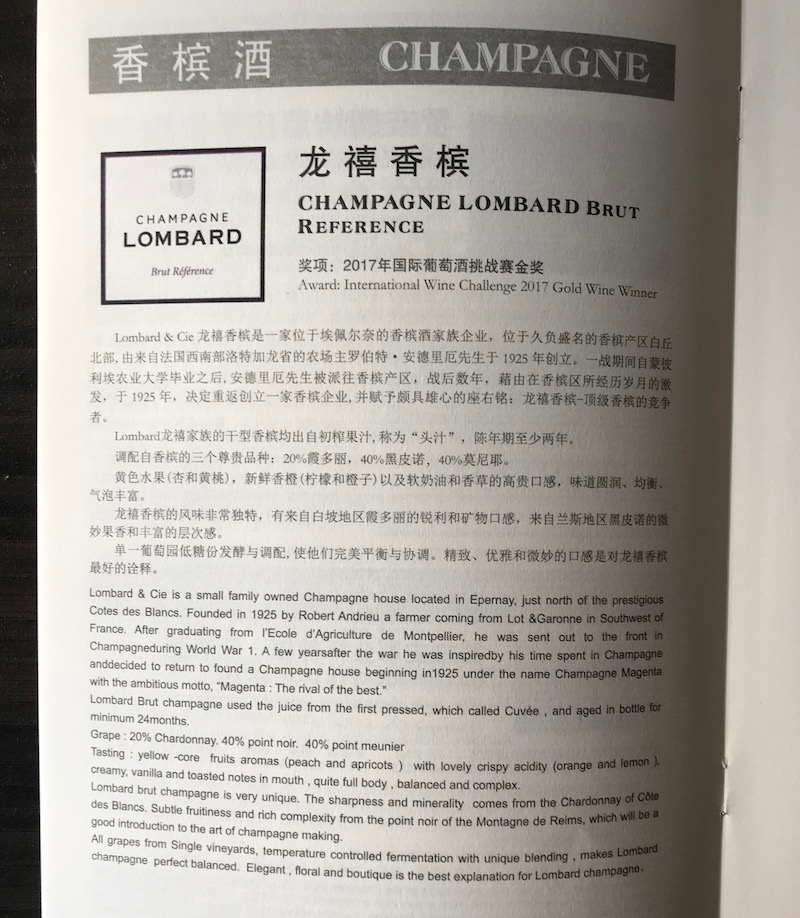 香槟酒 CHAMPAGNE
CHAMPAGNE
LOMBARD
Brut Référence
龙禧香槟
CHAMPAGNE LOMBARD BRUT
REFERENCE
奖项：2017年国际葡萄酒挑战赛金奖
Award: International Wine Challenge 2017 Gold Wine Winner
Lombard & Cie 龙禧香槟是一家位于埃佩尔奈的香槟酒家族企业，位于久负盛名的香槟产区白丘
北部,由来自法国西南部洛特加龙省的农场主罗伯特·安德里厄先生于 1925 年创立。一战期间自蒙彼
利埃农业大学毕业之后,安德里厄先生被派往香槟产区，战后数年，藉由在香槟区所经历岁月的激
发，于 1925 年，决定重返创立一家香槟企业,并赋予颇具雄心的座右铭：龙禧香槟-顶级香槟的竞争
者。
Lombard龙禧家族的干型香槟均出自初榨果汁,称为“头汁”，陈年期至少两年。
调配自香槟的三个尊贵品种；20%霞多丽，40%黑皮诺，40%莫尼耶。
黄色水果(杏和黄桃)，新鲜香橙(柠檬和橙子)以及软奶油和香草的高贵口感，味道圆润、均衡、
气泡丰富。
龙禧香槟的风味非常独特，有来自白坡地区霞多丽的锐利和矿物口感，来自兰斯地区黑皮诺的微
妙果香和丰富的层次感。
单一葡萄园低糖份发酵与调配,使他们完美平衡与协调。精致、优雅和微妙的口感是对龙禧香槟
最好的诠释。
Lombard & Cie is a small family owned Champagne house located in Epernay, just north of the prestigious
Cotes des Blancs. Founded in 1925 by Robert Andrieu a farmer coming from Lot &Garonne in Southwest of
France. After graduating from l'Ecole d'Agriculture de Montpellier, he was sent out to the front in
Champagneduring World War 1. A few yearsafter the war he was inspiredby his time spent in Champagne
anddecided to return to found a Champagne house beginning in1925 under the name Champagne Magenta
with the ambitious motto, “Magenta : The rival of the best.”
Lombard Brut champagne used the juice from the first pressed, which called Cuvée , and aged in bottle for
minimum 24months.
Grape : 20% Chardonnay. 40% point noir. 40% point meunier
Tasting : yellow -core fruits aromas (peach and apricots ) with lovely crispy acidity (orange and lemon ),
creamy, vanilla and toasted notes in mouth , quite full body , balanced and complex.
Lombard brut champagne is very unique. The sharpness and minerality comes from the Chardonnay of Côte
des Blancs. Subtle fruitiness and rich complexity from the point noir of the Montagne de Reims, which will be a
good introduction to the art of champagne making.
All grapes from Single vineyards, temperature controlled fermentation with unique blending , makes Lombard
champagne perfect balanced. Elegant , floral and boutique is the best explanation for Lombard champagne。